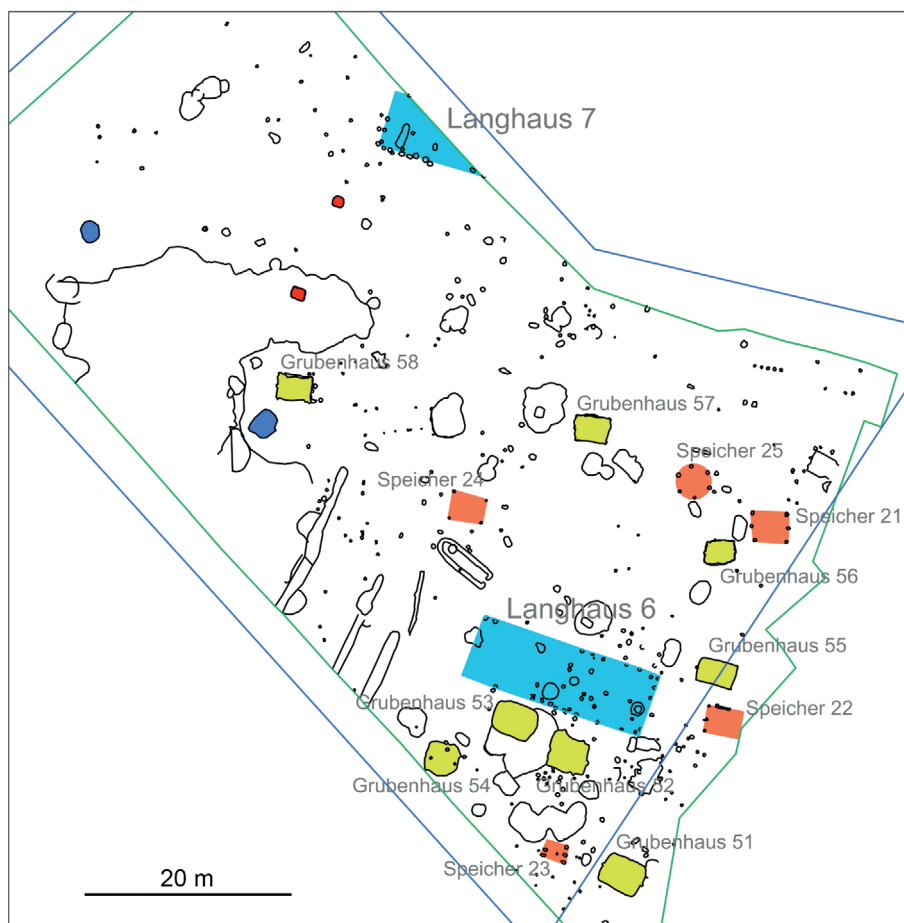 Langhaus 7
Grubenhaus 58
Grubenhaus 57
Speicher 25
Speicher 24
Speicher 21
Grubenhaus 56
Langhaus 6
Grubenhaus 55
Grubenhaus 53
Speicher 22
Grubenhaus 54
Grubenhaus 52
Grubenhaus 51
Speicher 23
20 m